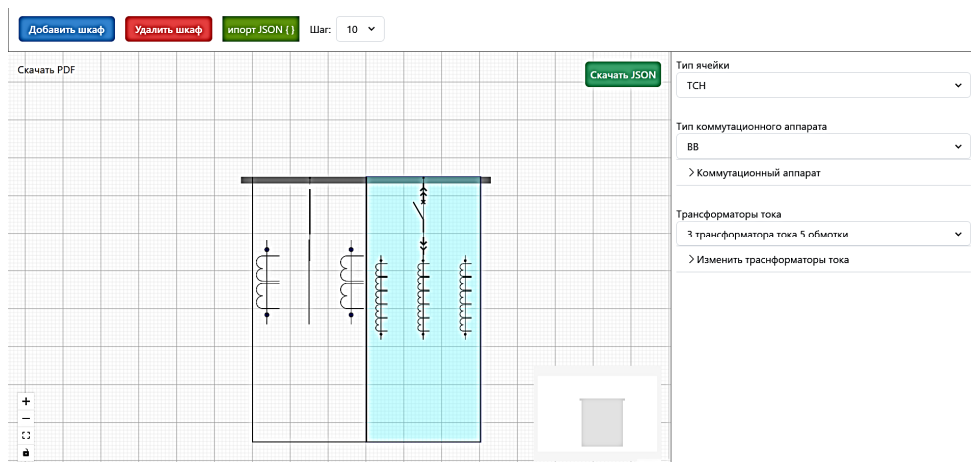 Добавить шкаф
Удалить шкаф
ипорт JSON { }
Шаг:
10
Скачать PDF
Скачать JSON
Тип ячейки
ТСН
Тип коммутационного аппарата
ВВ
Коммутационный аппарат
Трансформаторы тока
3 трансформатора тока 5 обмотки
Изменить траснформаторы тока